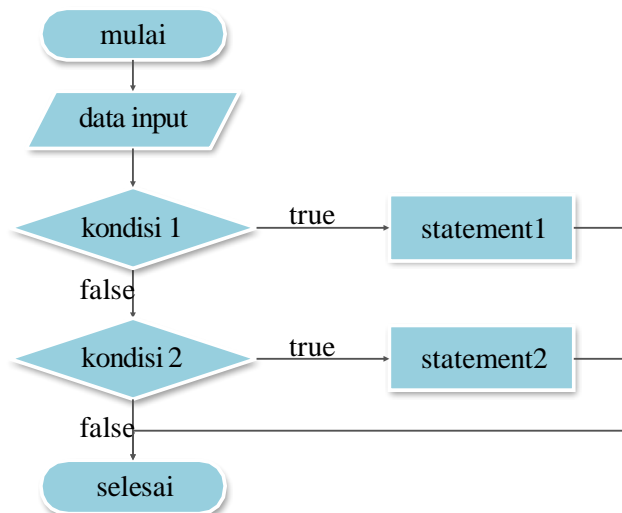 mulai
data input
kondisi 1
true
statement1
false
kondisi 2
true
statement2
false
selesai